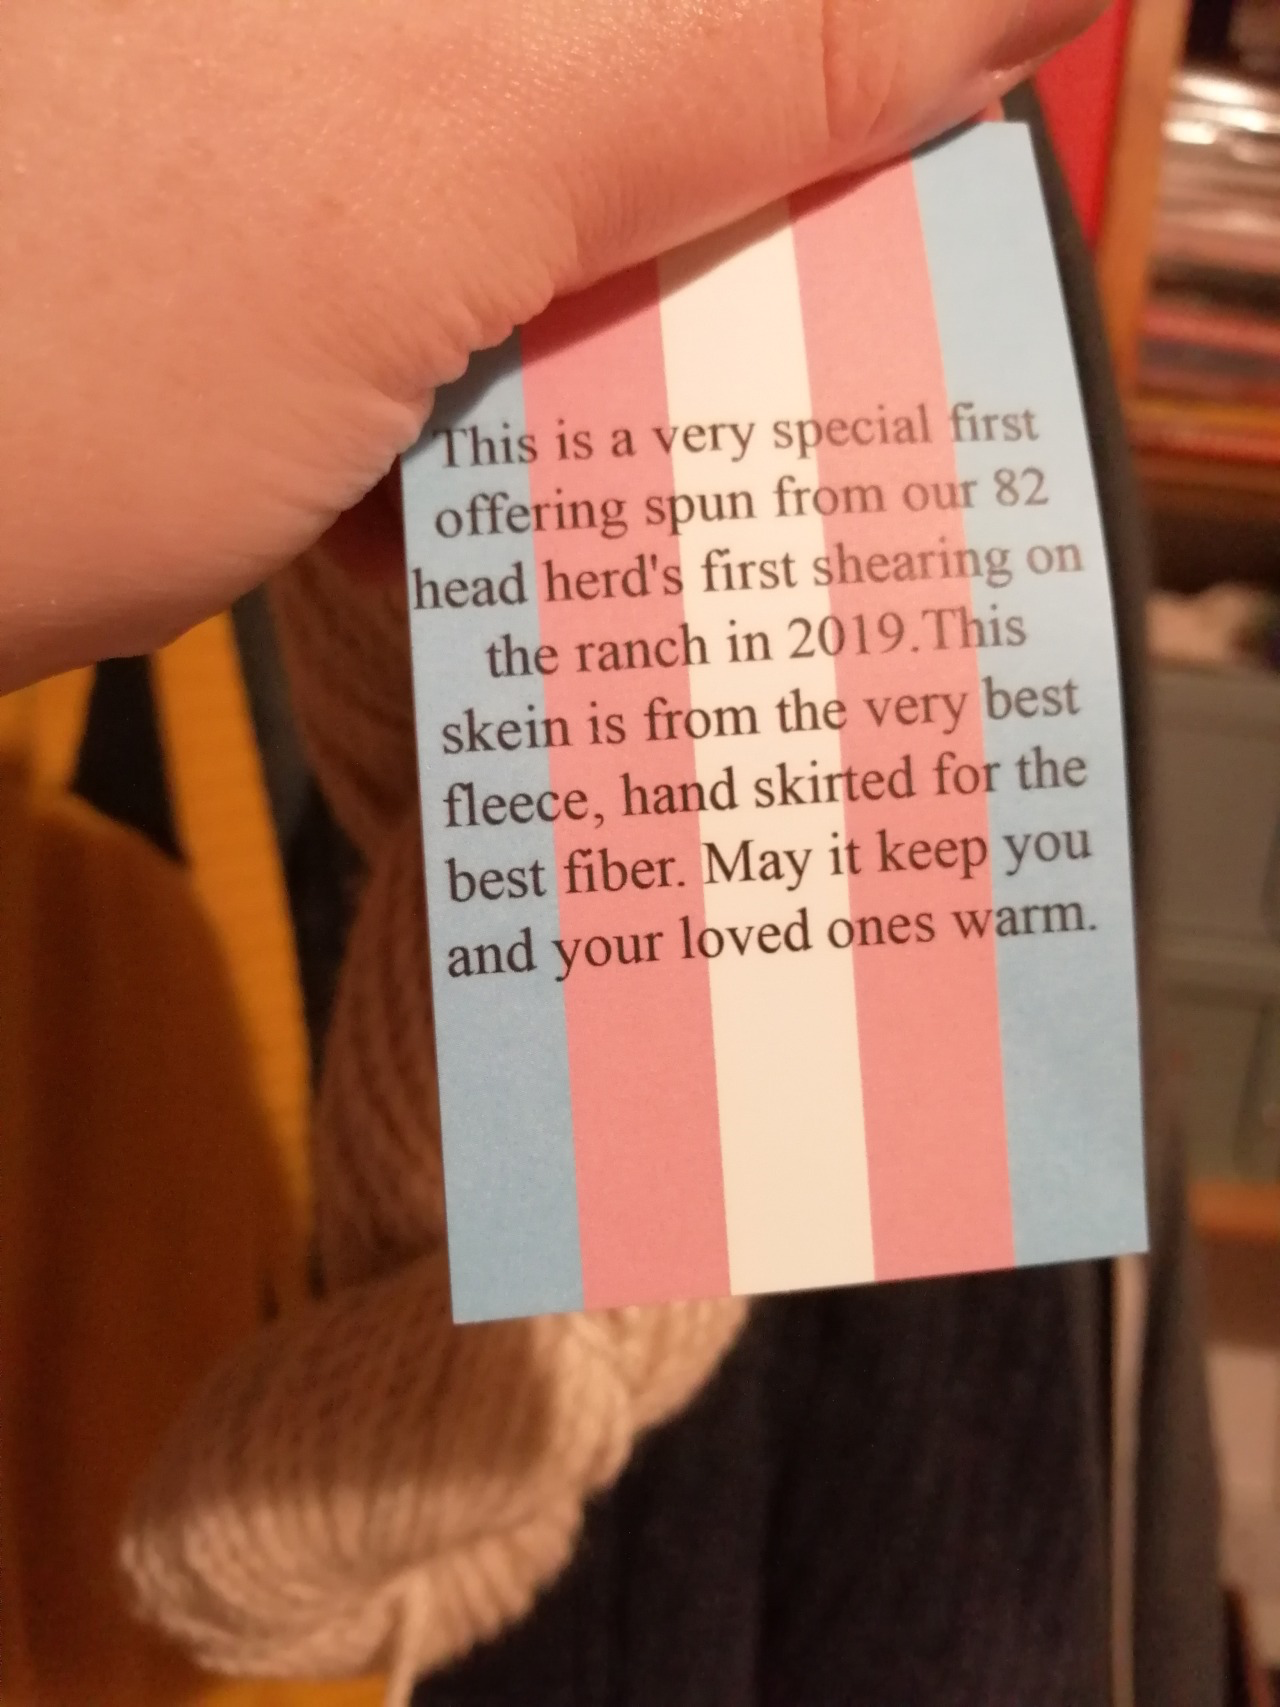 This is a very special first
offering spun from our 82
head herd's first shearing on
the ranch in 2019.This
skein is from the very best
fleece, hand skirted for the
best fiber. May it keep you
and your loved ones warm.